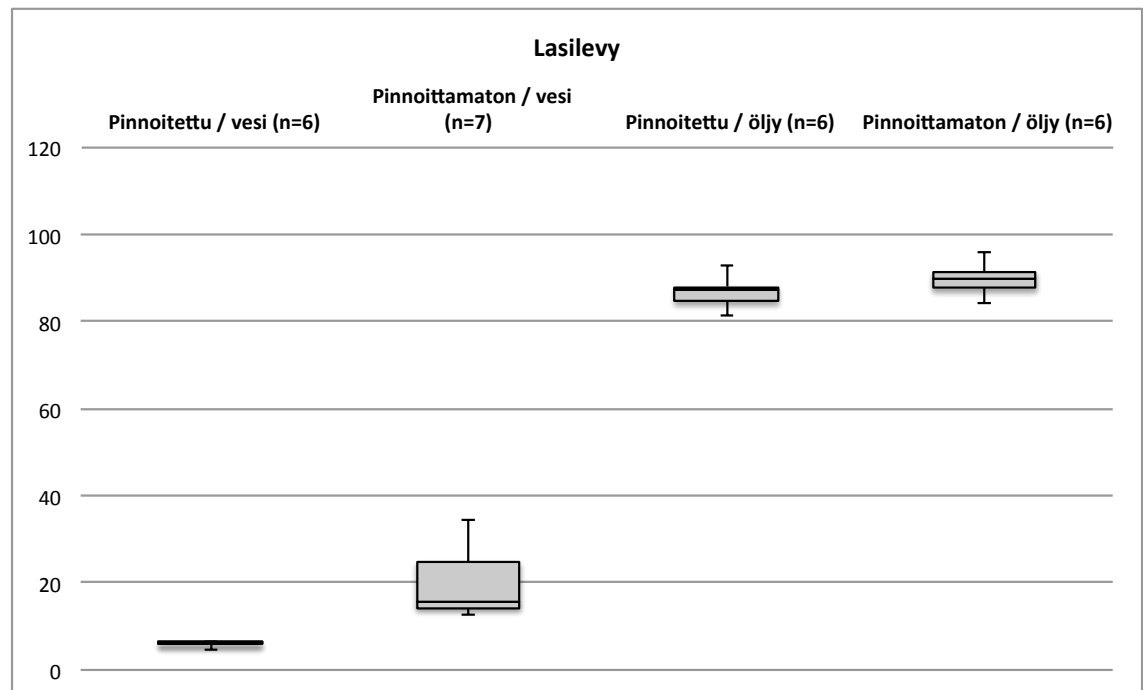 Lasilevy
Pinnoitettu / vesi (n=6)
Pinnoittamaton / vesi
(n=7)
Pinnoitettu / öljy (n=6)
Pinnoittamaton / öljy (n=6)
120
100
80
60
40
20
0